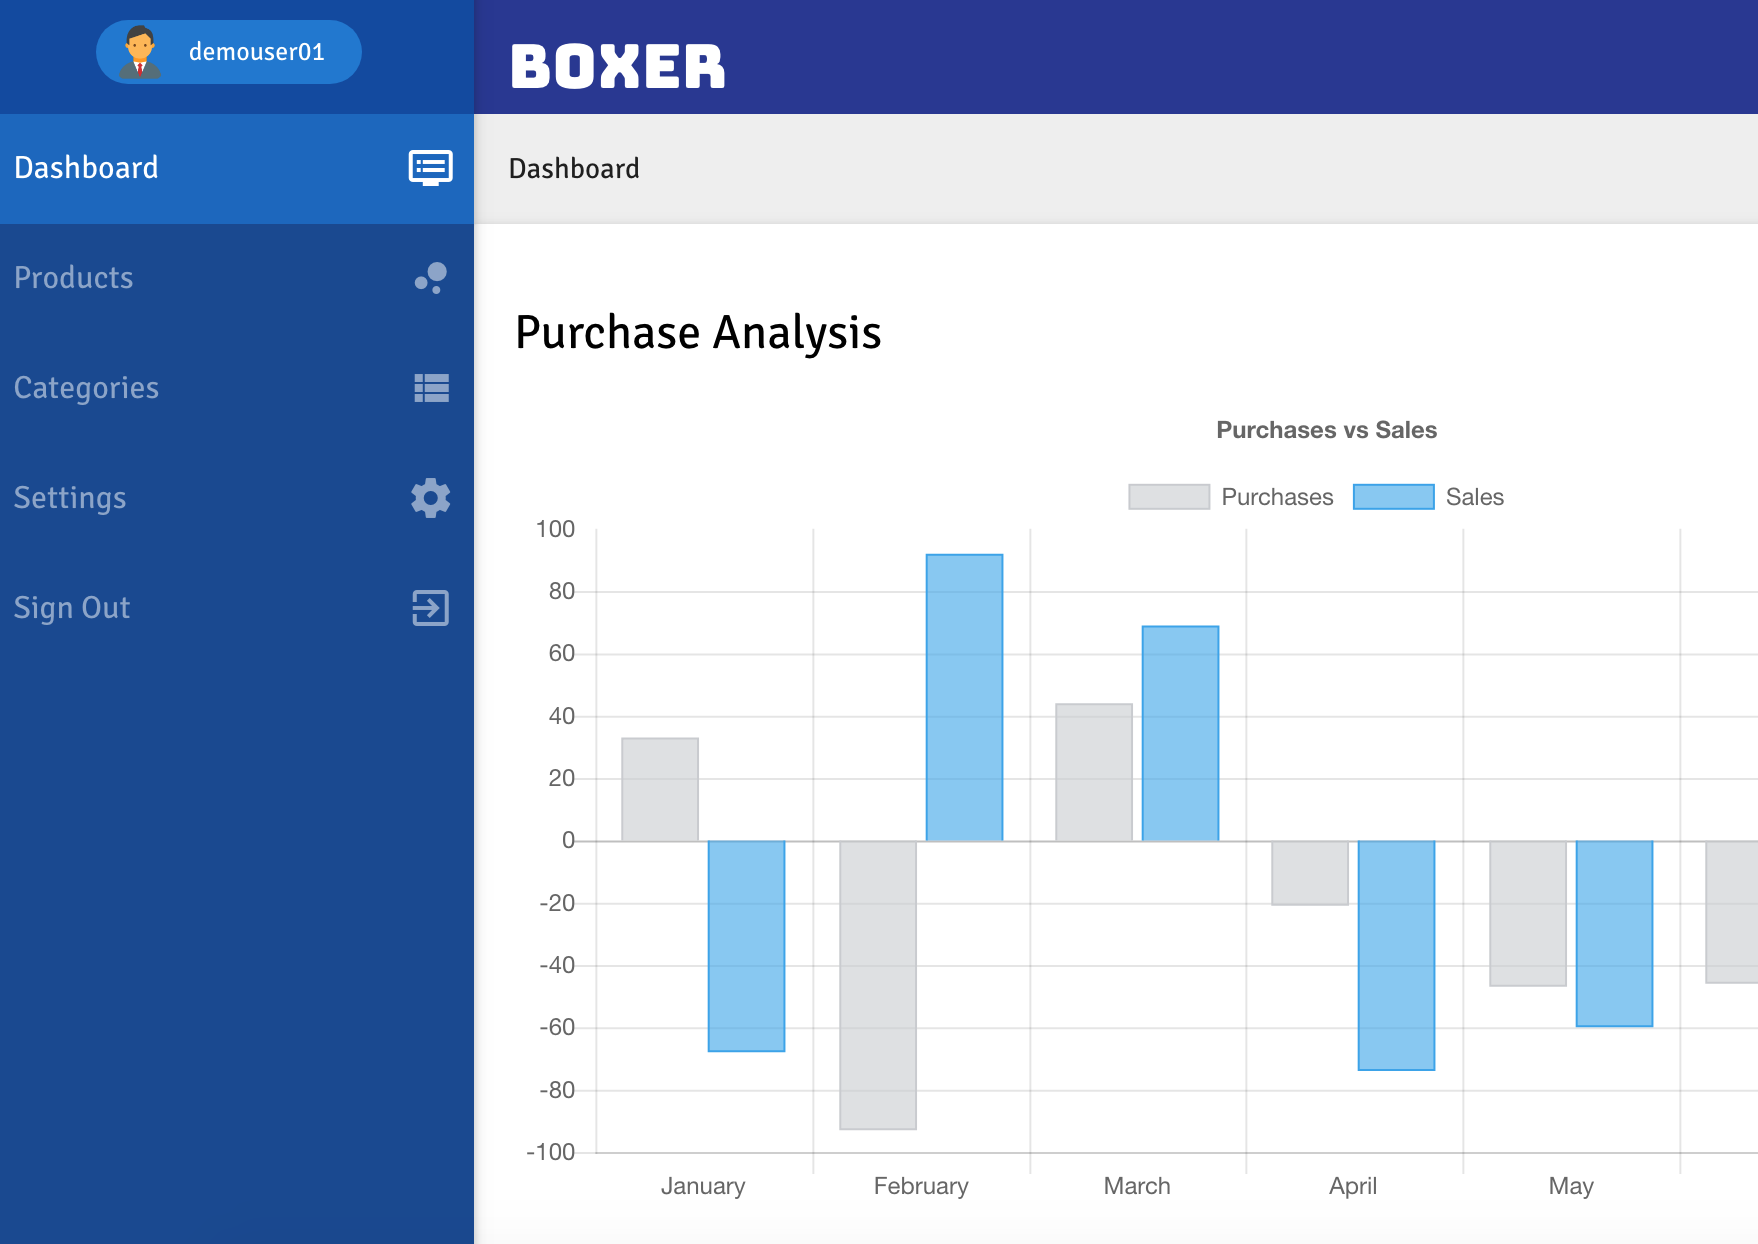 demouser01
BOXER
Dashboard
Products
Categories
Settings
Sign Out
Dashboard
Purchase Analysis
Purchases vs Sales
Purchases Sales
100
80
60
40
20
0
-20
-40
-60
-80
-100
January February March April May